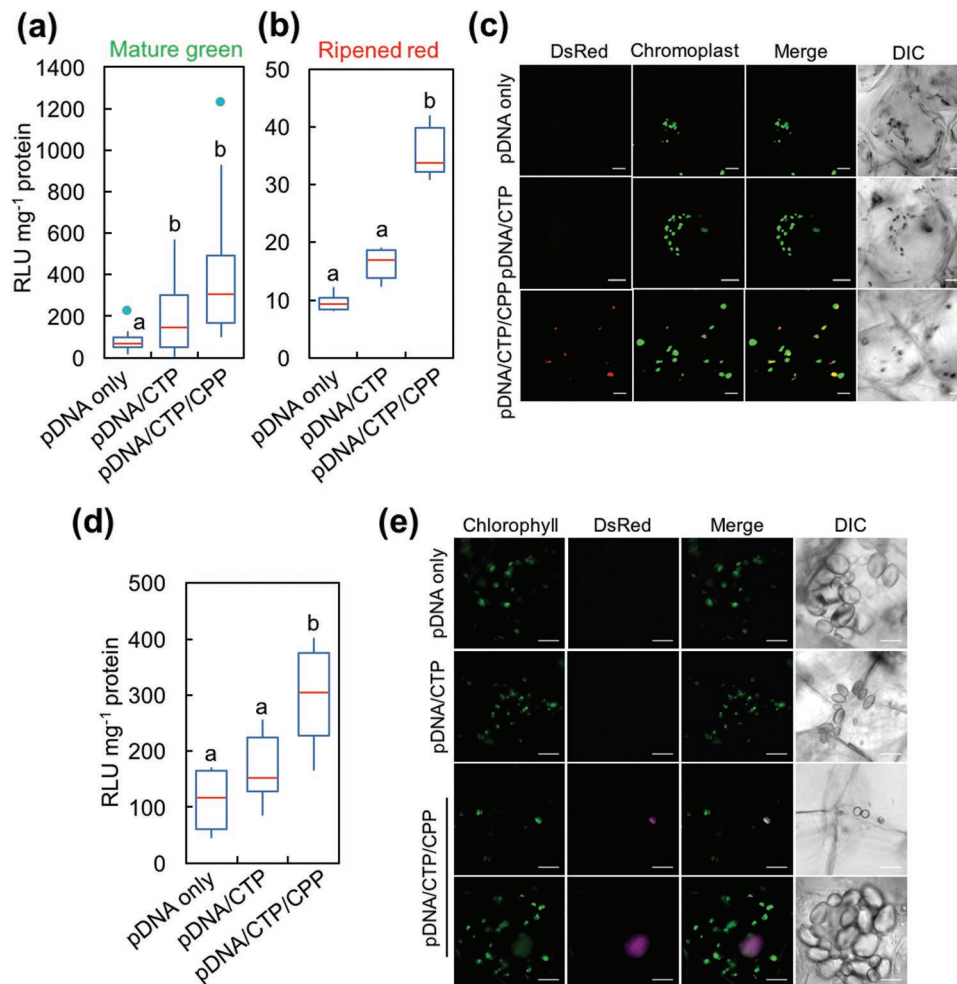 (a)
Mature green
RLU mg⁻¹ protein
1400
1200
1000
800
600
400
200
0
a
b
b
pDNA only
pDNA/CTP
pDNA/CTP/CPP
(b)
Ripened red
50
40
30
20
10
0
a
a
b
pDNA only
pDNA/CTP
pDNA/CTP/CPP
(c)
DsRed Chromoplast Merge DIC
pDNA only
pDNA/CTP
pDNA/CTP/CPP
(d)
RLU mg⁻¹ protein
500
400
300
200
100
0
a
a
b
pDNA only
pDNA/CTP
pDNA/CTP/CPP
(e)
Chlorophyll DsRed Merge DIC
pDNA only
pDNA/CTP
pDNA/CTP/CPP